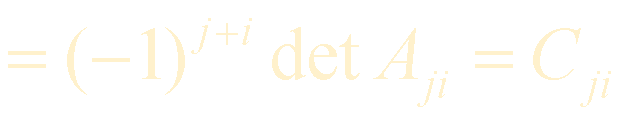 = (−1)^{j+i} det A_{ji} = C_{ji}